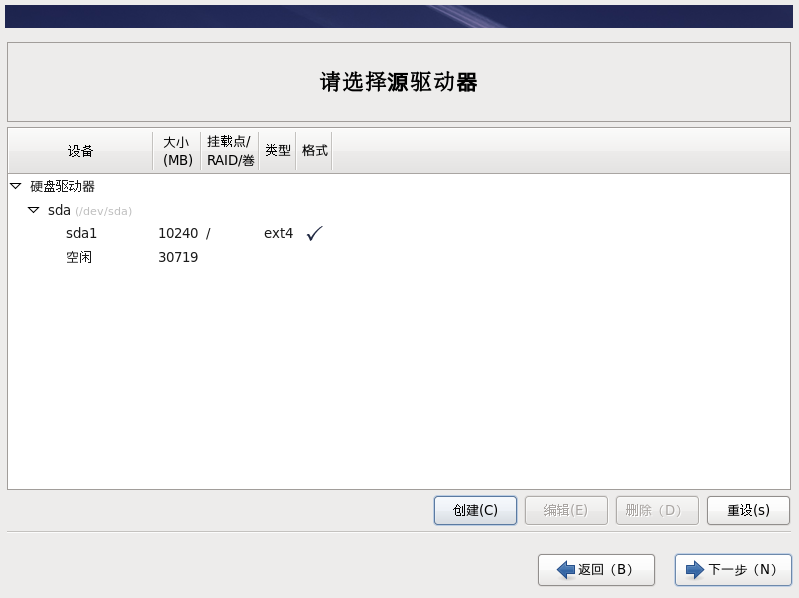 请选择源驱动器
设备 大小 (MB) 挂载点/ RAID/卷 类型 格式
硬盘驱动器
sda (/dev/sda)
sda1 10240 / ext4
空闲 30719
创建(C) 编辑(E) 删除（D） 重设(s)
返回（B） 下一步（N）